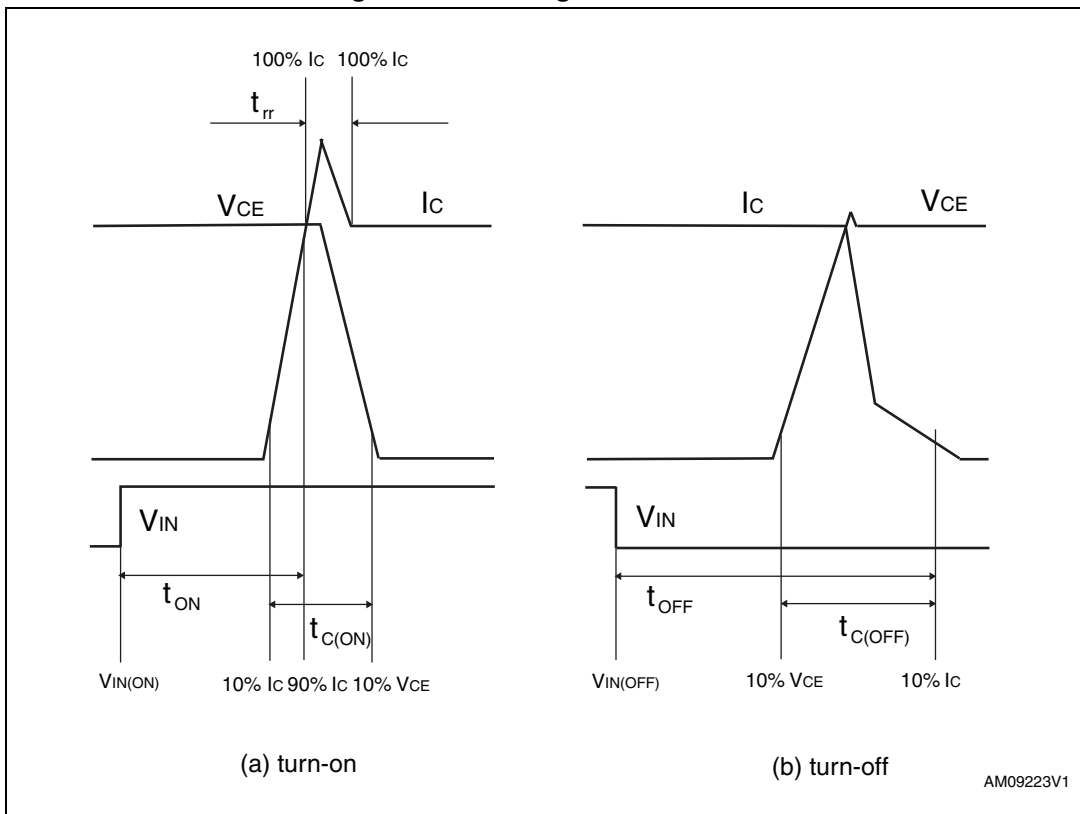 100% IC 100% IC
trr
VCE IC
VIN
tON
tC(ON)
VIN(ON) 10% IC 90% IC 10% VCE
(a) turn-on
IC VCE
VIN
tOFF
tC(OFF)
VIN(OFF) 10% VCE 10% IC
(b) turn-off
AM09223V1